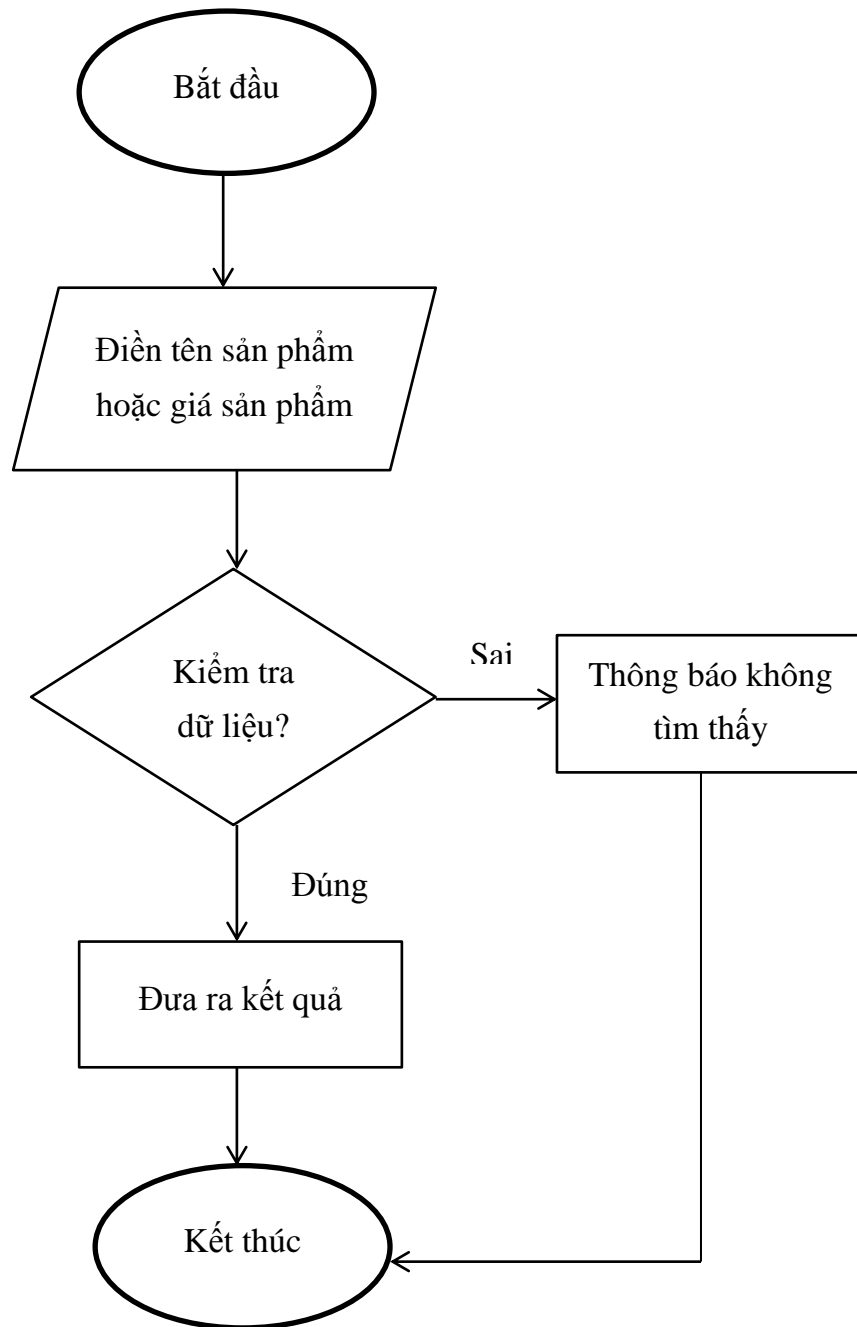 Bắt đầu
Điền tên sản phẩm
hoặc giá sản phẩm
Kiểm tra
dữ liệu?
Sai
Thông báo không
tìm thấy
Đúng
Đưa ra kết quả
Kết thúc